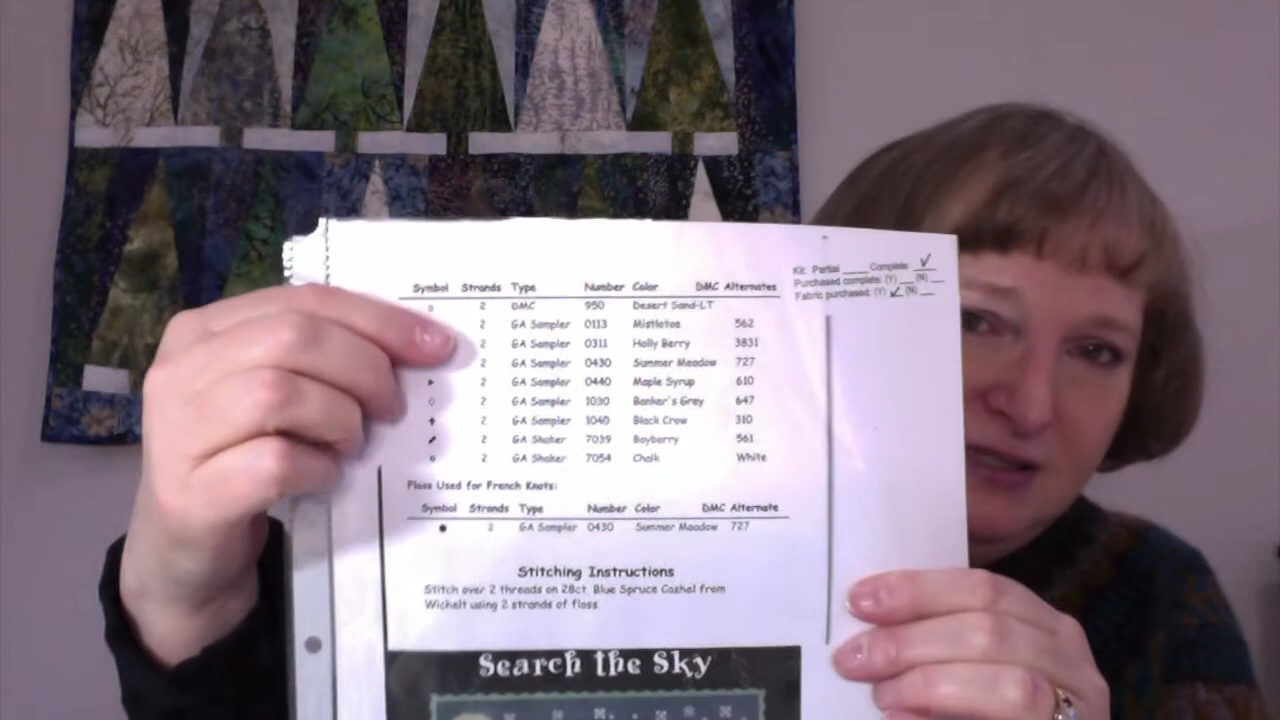 Kit: Partial ____ Complete: ✓
Purchased complete: (Y) __ (N) __
Fabric purchased: (Y) ✓ (N) __
Symbol Strands Type Number Color DMC Alternates
2 DMC 950 Desert Sand-LT
2 GA Sampler 0113 Mistletoe 562
2 GA Sampler 0311 Holly Berry 3831
2 GA Sampler 0430 Summer Meadow 727
2 GA Sampler 0440 Maple Syrup 610
2 GA Sampler 1030 Banker's Grey 647
2 GA Sampler 1040 Black Crow 310
2 GA Shaker 7039 Bayberry 561
2 GA Shaker 7054 Chalk White
Floss Used for French Knots:
Symbol Strands Type Number Color DMC Alternate
GA Sampler 0430 Summer Meadow 727
Stitching Instructions
Stitch over 2 threads on 28ct. Blue Spruce Cashel from
Wichelt using 2 strands of floss.
Search the Sky